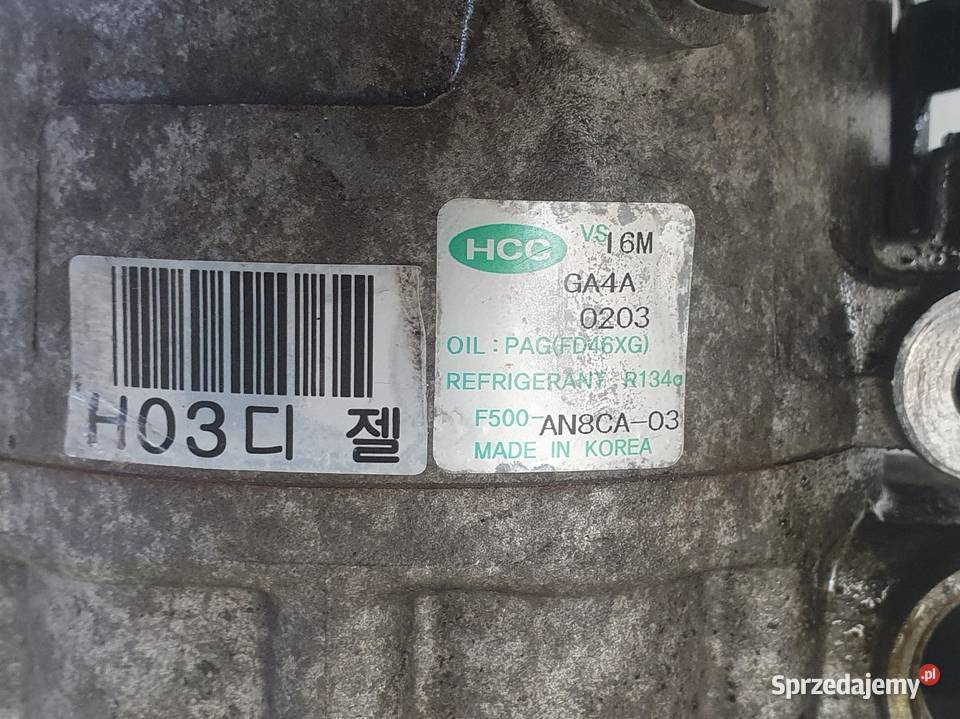 H03디 젤
HCC VS16M
GA4A
0203
OIL : PAG(FD46XG)
REFRIGERANT : R134a
F500-AN8CA-03
MADE IN KOREA
Sprzedajemy.pl